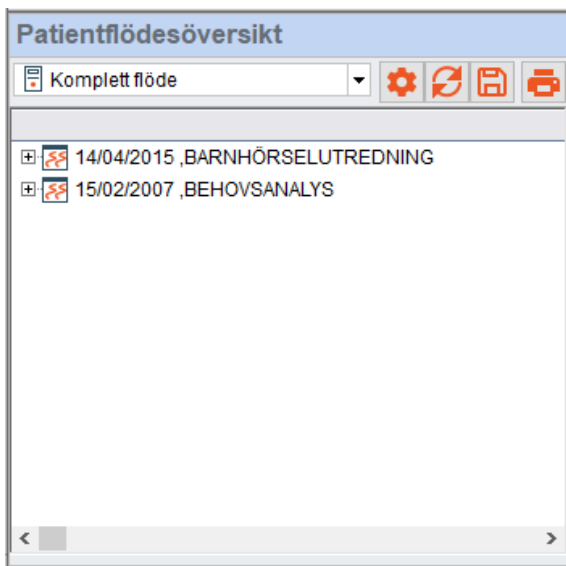 Patientflödesöversikt
Komplett flöde
14/04/2015 ,BARNHÖRSELUTREDNING
15/02/2007 ,BEHOVSANALYS